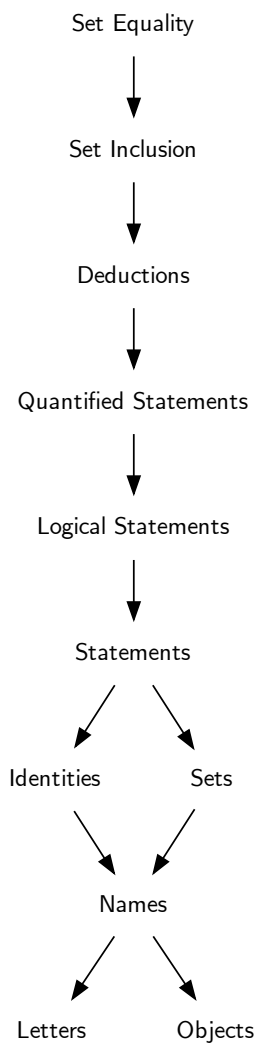 Set Equality
Set Inclusion
Deductions
Quantified Statements
Logical Statements
Statements
Identities
Sets
Names
Letters
Objects